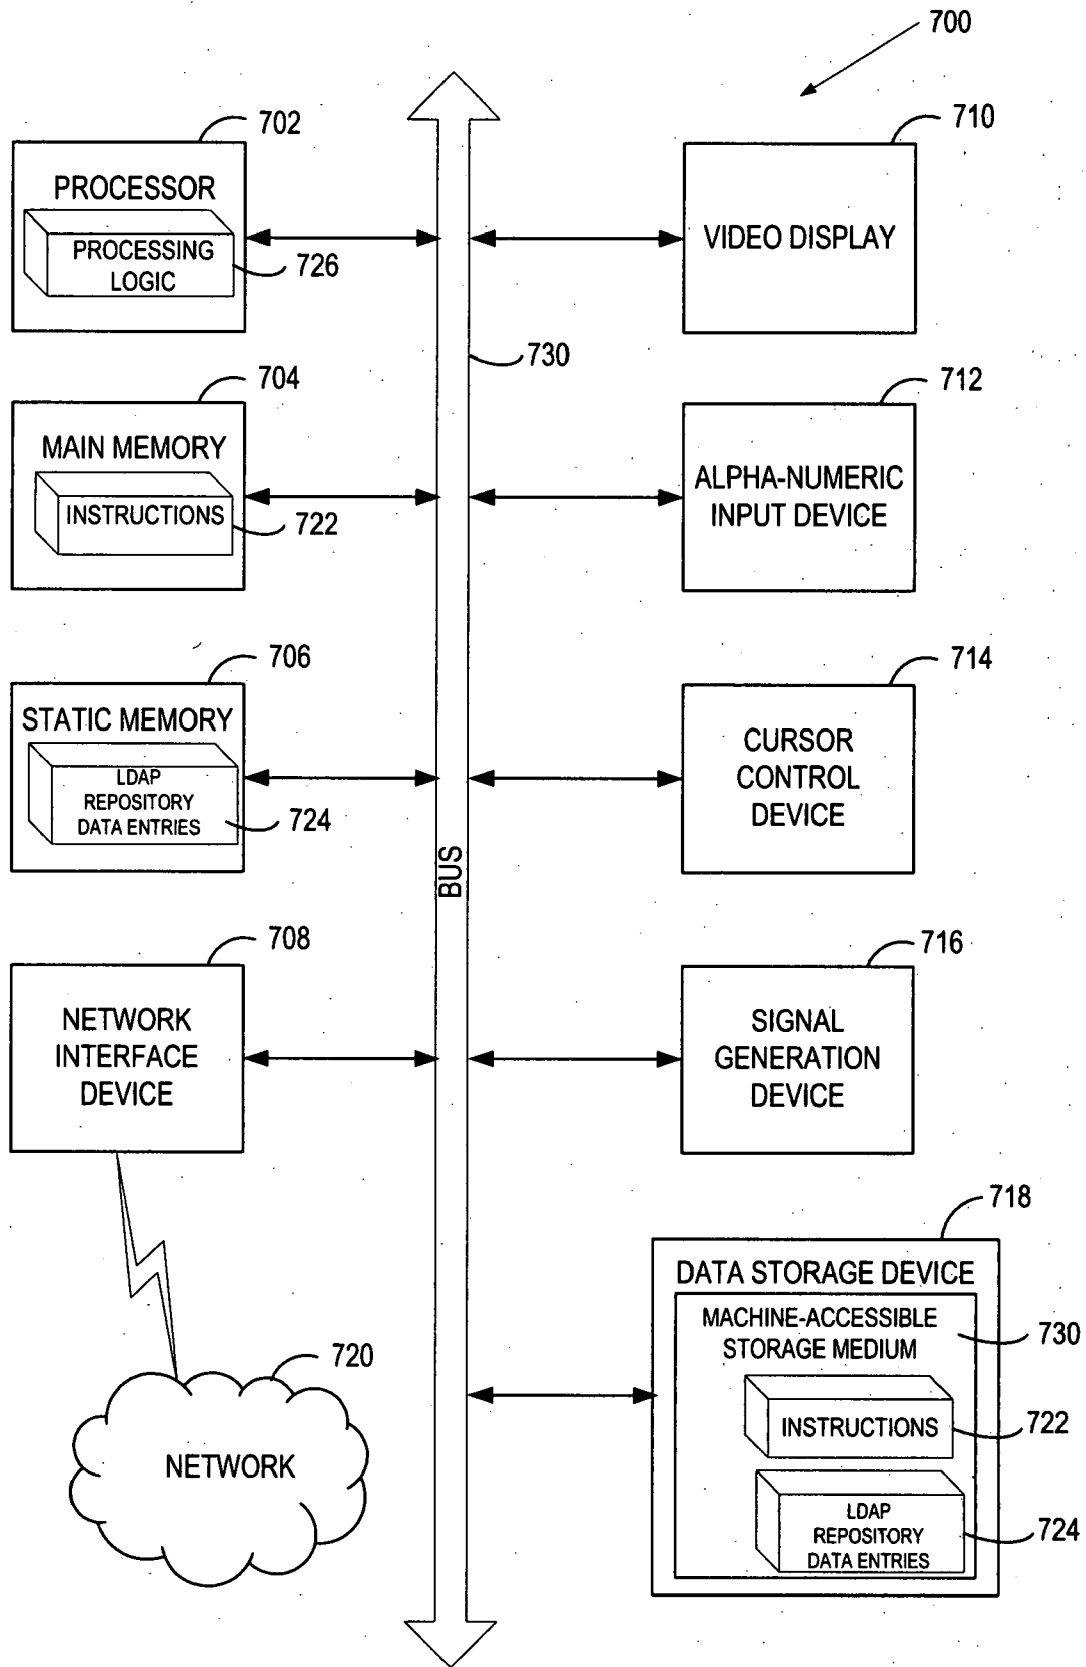 700
702
PROCESSOR
PROCESSING
LOGIC
726
710
VIDEO DISPLAY
730
704
MAIN MEMORY
INSTRUCTIONS
722
712
ALPHA-NUMERIC
INPUT DEVICE
706
STATIC MEMORY
LDAP
REPOSITORY
DATA ENTRIES
724
714
CURSOR
CONTROL
DEVICE
BUS
708
NETWORK
INTERFACE
DEVICE
716
SIGNAL
GENERATION
DEVICE
720
NETWORK
718
DATA STORAGE DEVICE
MACHINE-ACCESSIBLE
STORAGE MEDIUM
730
INSTRUCTIONS
722
LDAP
REPOSITORY
DATA ENTRIES
724